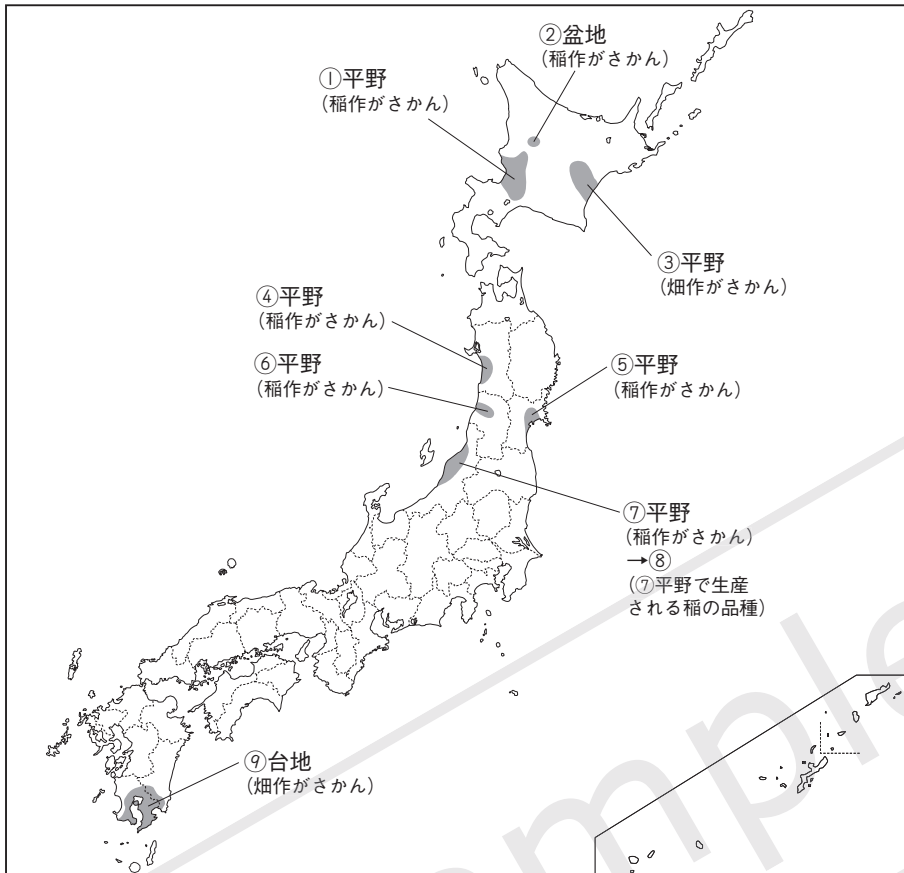 ②盆地
(稲作がさかん)
①平野
(稲作がさかん)
③平野
(畑作がさかん)
④平野
(稲作がさかん)
⑥平野
(稲作がさかん)
⑤平野
(稲作がさかん)
⑦平野
(稲作がさかん)
→⑧
(⑦平野で生産
される稲の品種)
⑨台地
(畑作がさかん)